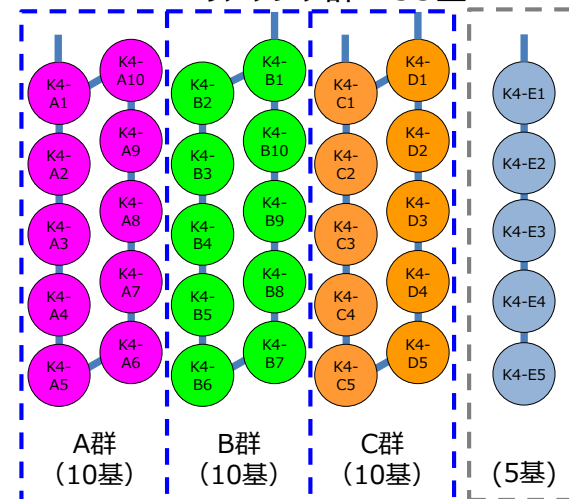 K4-
A1
K4-
A2
K4-
A3
K4-
A4
K4-
A5
K4-
A10
K4-
A9
K4-
A8
K4-
A7
K4-
A6
K4-
B2
K4-
B3
K4-
B4
K4-
B5
K4-
B6
K4-
B1
K4-
B10
K4-
B9
K4-
B8
K4-
B7
K4-
C1
K4-
C2
K4-
C3
K4-
C4
K4-
C5
K4-
D1
K4-
D2
K4-
D3
K4-
D4
K4-
D5
K4-E1
K4-E2
K4-E3
K4-E4
K4-E5
A群
（10基）
B群
（10基）
C群
（10基）
(5基)